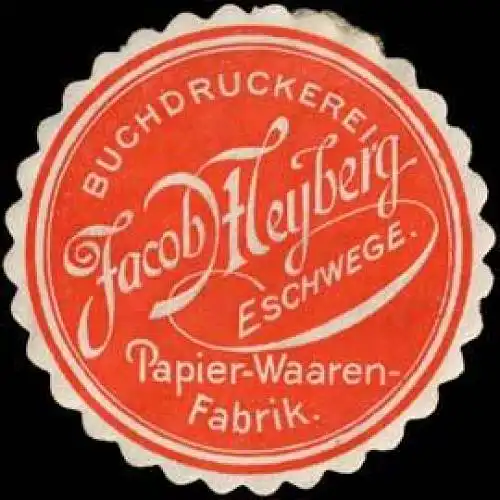 BUCHDRUCKEREI
Jacob Heyberg
ESCHWEGE.
Papier-Waaren-
Fabrik.